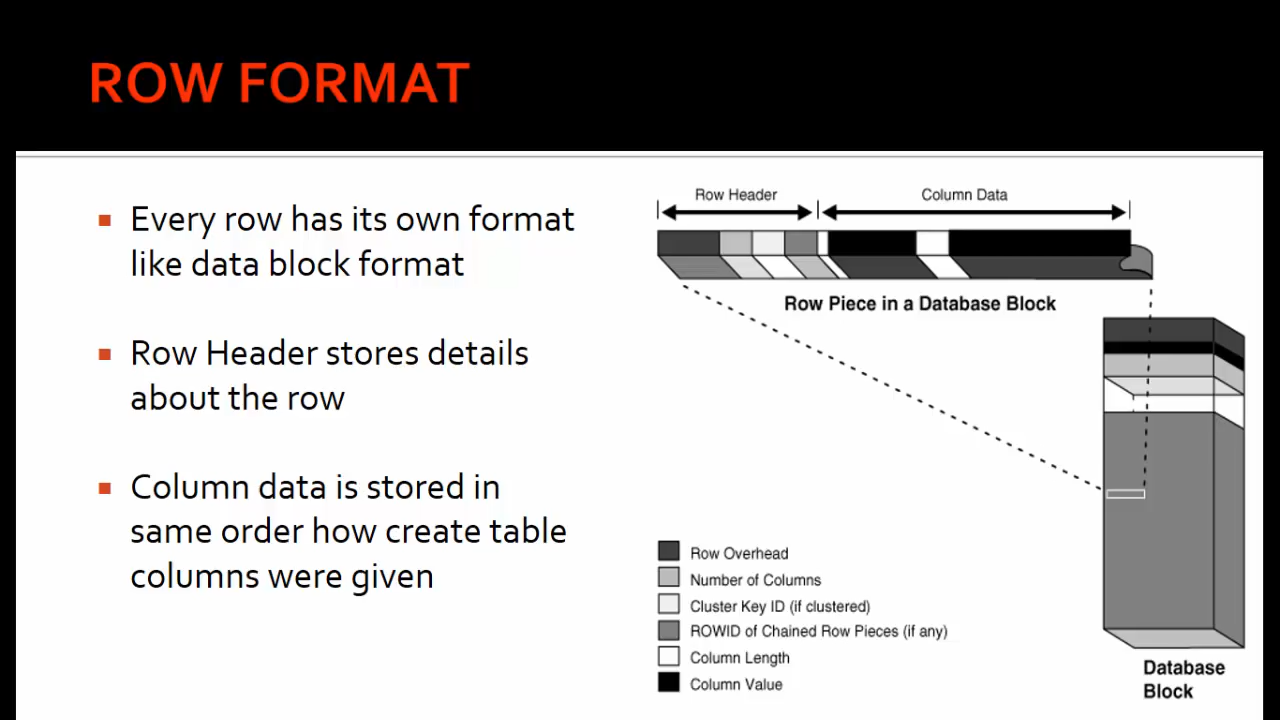 ROW FORMAT
Every row has its own format
like data block format
Row Header stores details
about the row
Column data is stored in
same order how create table
columns were given
Row Header
Column Data
Row Piece in a Database Block
Row Overhead
Number of Columns
Cluster Key ID (if clustered)
ROWID of Chained Row Pieces (if any)
Column Length
Column Value
Database
Block